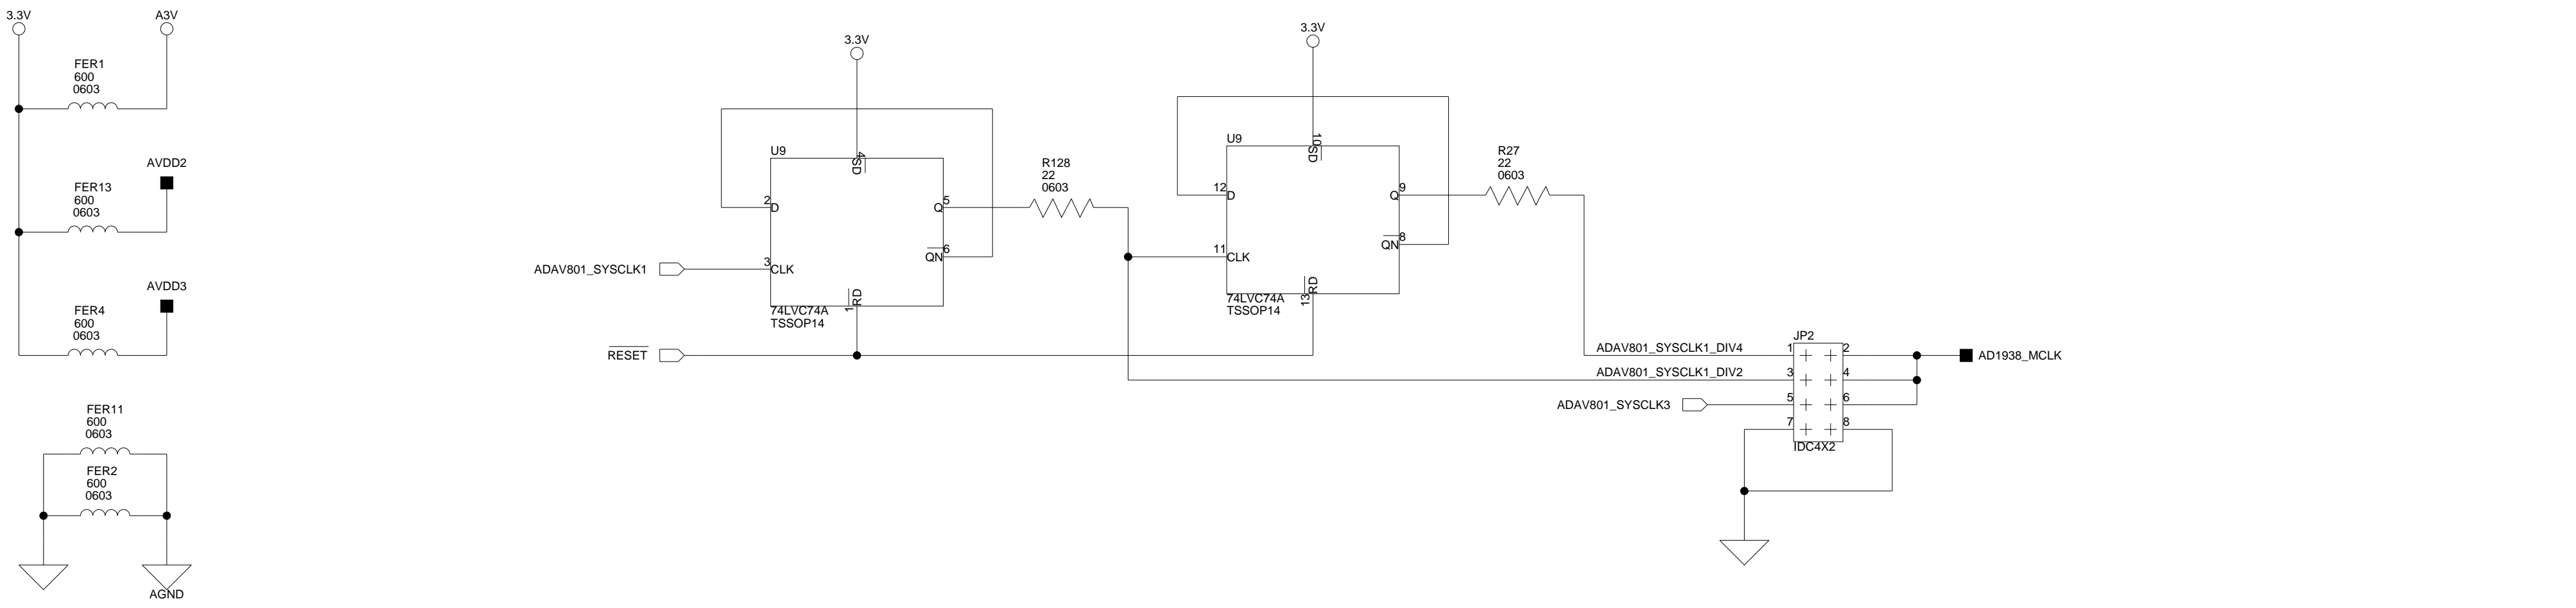 3.3V
A3V
FER1
600
0603
AVDD2
FER13
600
0603
AVDD3
FER4
600
0603
FER11
600
0603
FER2
600
0603
AGND
3.3V
U9
4
SD
2
D
Q
5
QN
6
3
CLK
ADAV801_SYSCLK1
RD
1
74LVC74A
TSSOP14
RESET
R128
22
0603
3.3V
U9
10
SD
12
D
Q
9
QN
8
11
CLK
RD
13
74LVC74A
TSSOP14
R27
22
0603
JP2
ADAV801_SYSCLK1_DIV4
1
2
AD1938_MCLK
ADAV801_SYSCLK1_DIV2
3
4
ADAV801_SYSCLK3
5
6
7
8
IDC4X2